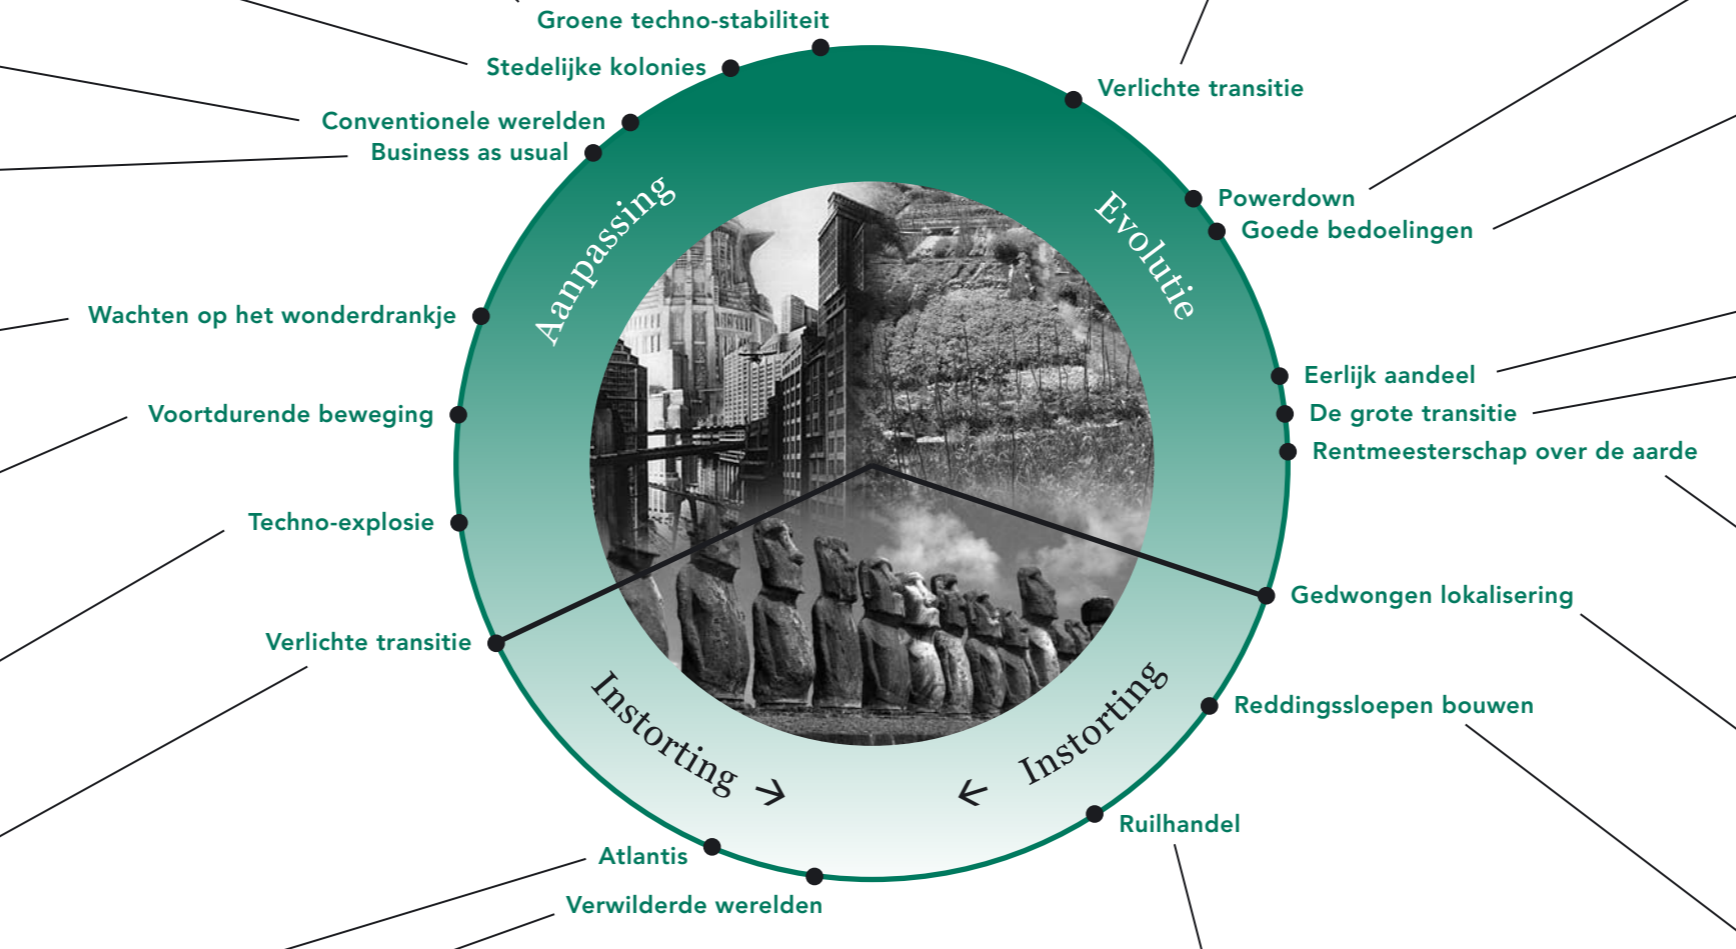 Groene techno-stabiliteit
Stedelijke kolonies
Conventionele werelden
Business as usual
Wachten op het wonderdrankje
Voortdurende beweging
Techno-explosie
Verlichte transitie
Atlantis
Verwilderde werelden
Aanpassing
Evolutie
Instorting →
← Instorting
Verlichte transitie
Powerdown
Goede bedoelingen
Eerlijk aandeel
De grote transitie
Rentmeesterschap over de aarde
Gedwongen lokalisering
Reddingssloepen bouwen
Ruilhandel